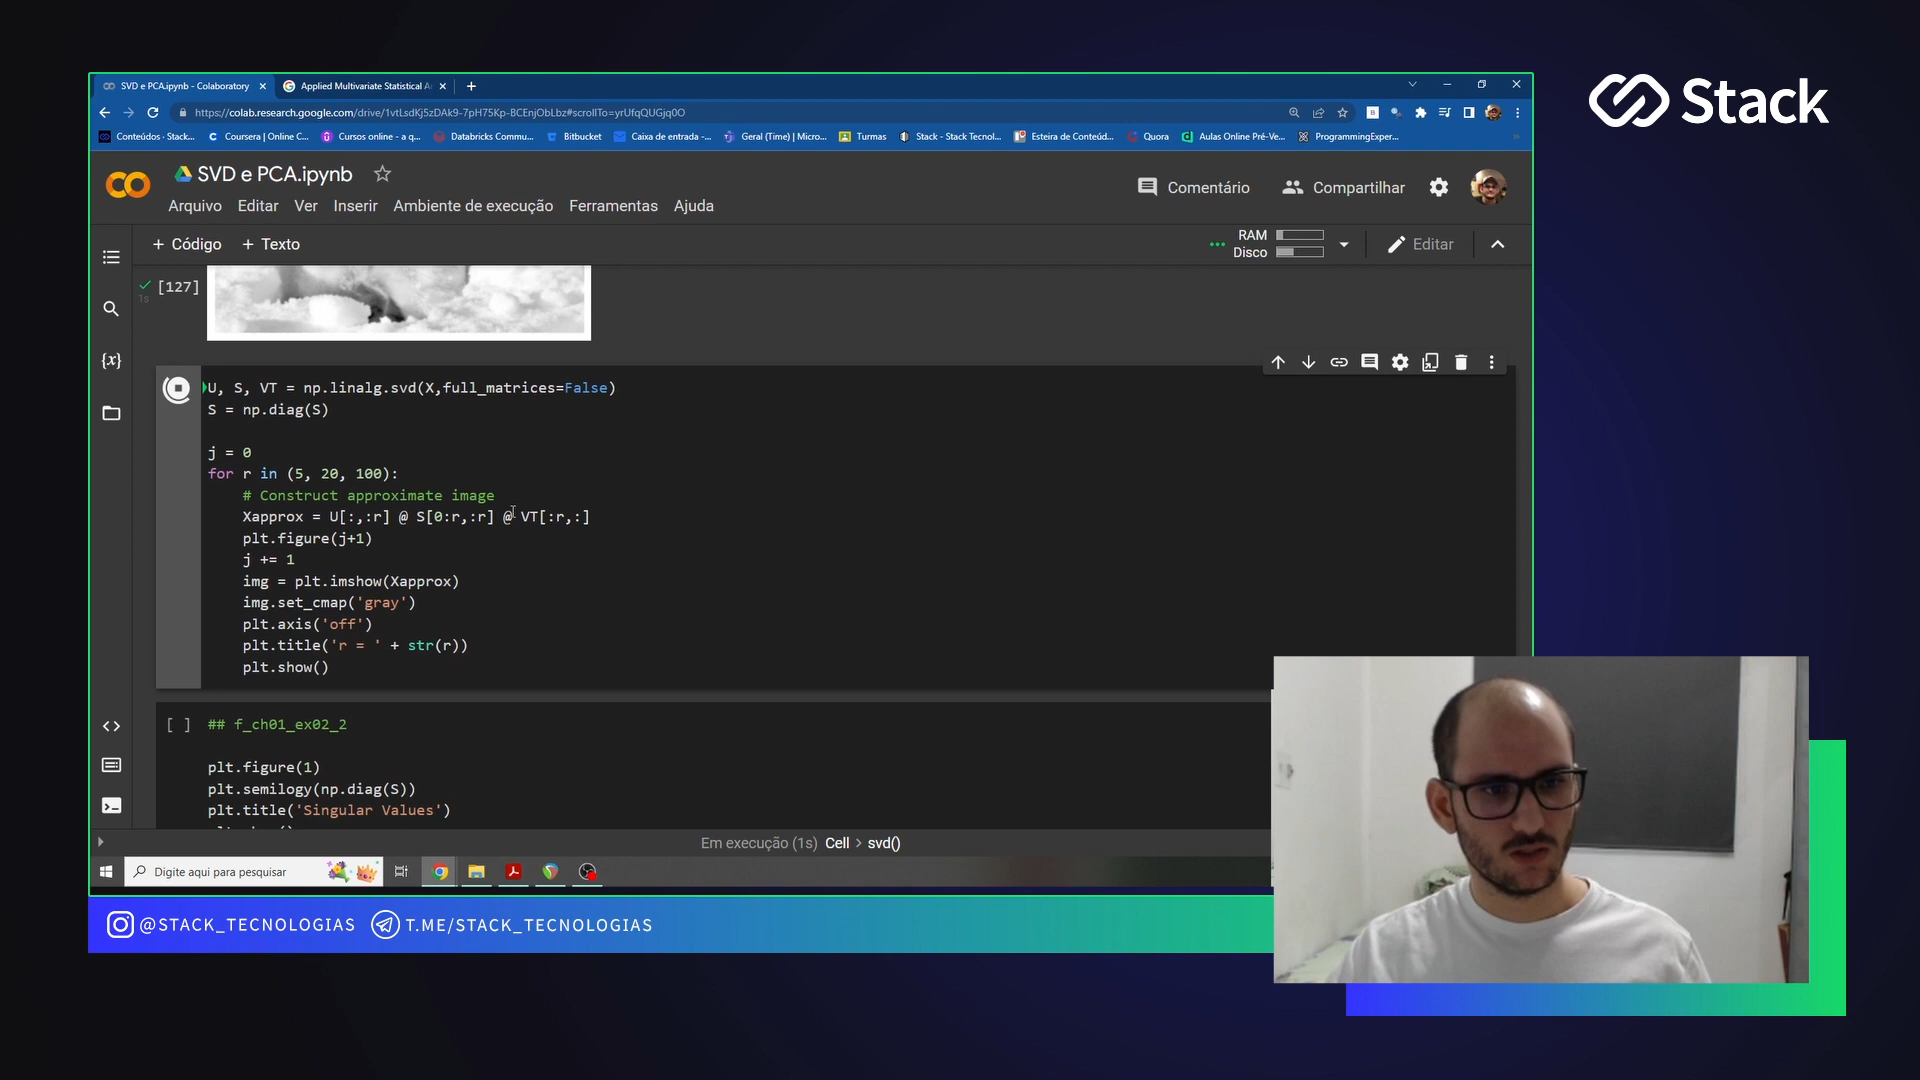 Stack
SVD e PCA.ipynb - Colaboratory
Applied Multivariate Statistical A
https://colab.research.google.com/drive/1vtLsdKj5zDAk9-7pH75Kp-BCEnjObLbz#scrollTo=yrUfqQUGjq0O
Conteúdos - Stack...
Coursera | Online C...
Cursos online - a q...
Databricks Commu...
Bitbucket
Caixa de entrada -...
Geral (Time) | Micro...
Turmas
Stack - Stack Tecnol...
Esteira de Conteúd...
Quora
Aulas Online Pré-Ve...
ProgrammingExper...
SVD e PCA.ipynb
Comentário
Compartilhar
Arquivo Editar Ver Inserir Ambiente de execução Ferramentas Ajuda
+ Código + Texto
RAM
Disco
Editar
[127]
1s
U, S, VT = np.linalg.svd(X,full_matrices=False)
S = np.diag(S)
j = 0
for r in (5, 20, 100):
# Construct approximate image
Xapprox = U[:,:r] @ S[0:r,:r] @ VT[:r,:]
plt.figure(j+1)
j += 1
img = plt.imshow(Xapprox)
img.set_cmap('gray')
plt.axis('off')
plt.title('r = ' + str(r))
plt.show()
[ ] ## f_ch01_ex02_2
plt.figure(1)
plt.semilogy(np.diag(S))
plt.title('Singular Values')
Em execução (1s) Cell > svd()
Digite aqui para pesquisar
@STACK_TECNOLOGIAS
T.ME/STACK_TECNOLOGIAS